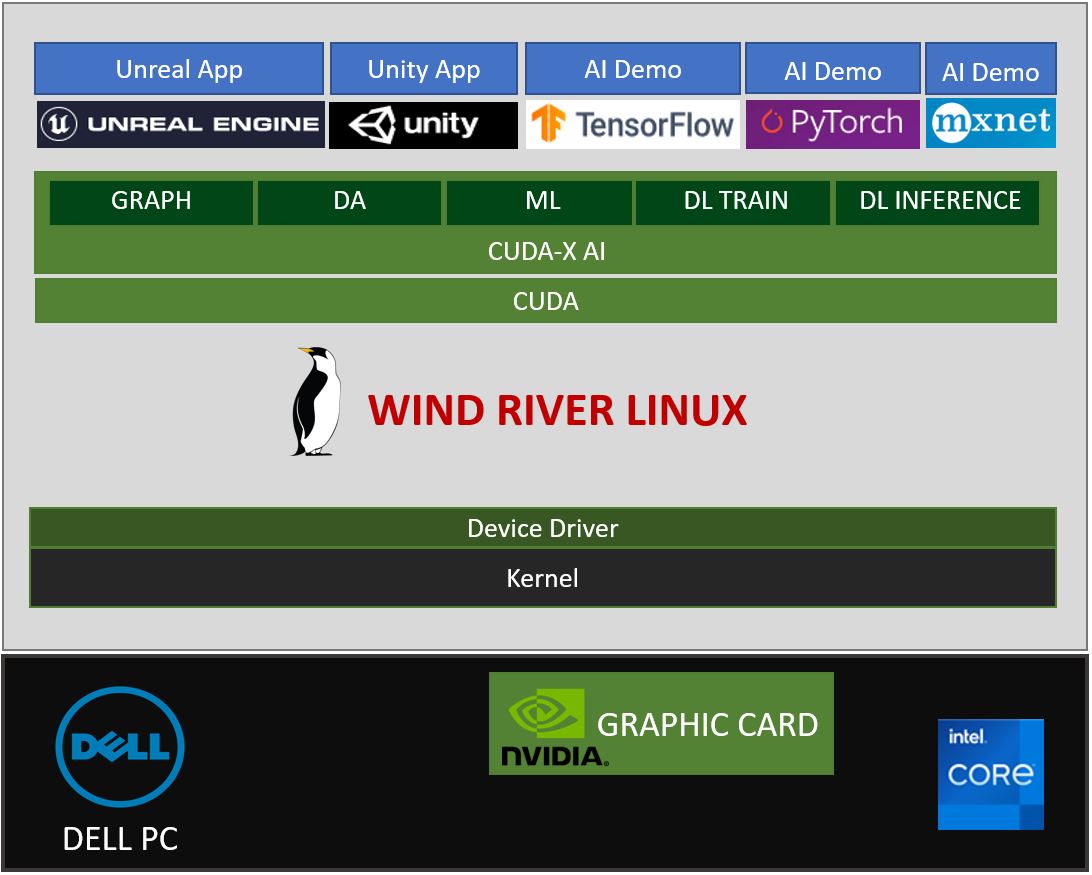 Unreal App
Unity App
AI Demo
AI Demo
AI Demo
UNREAL ENGINE
unity
TensorFlow
PyTorch
mxnet
GRAPH
DA
ML
DL TRAIN
DL INFERENCE
CUDA-X AI
CUDA
WIND RIVER LINUX
Device Driver
Kernel
DELL
DELL PC
NVIDIA®
GRAPHIC CARD
intel.
CORE